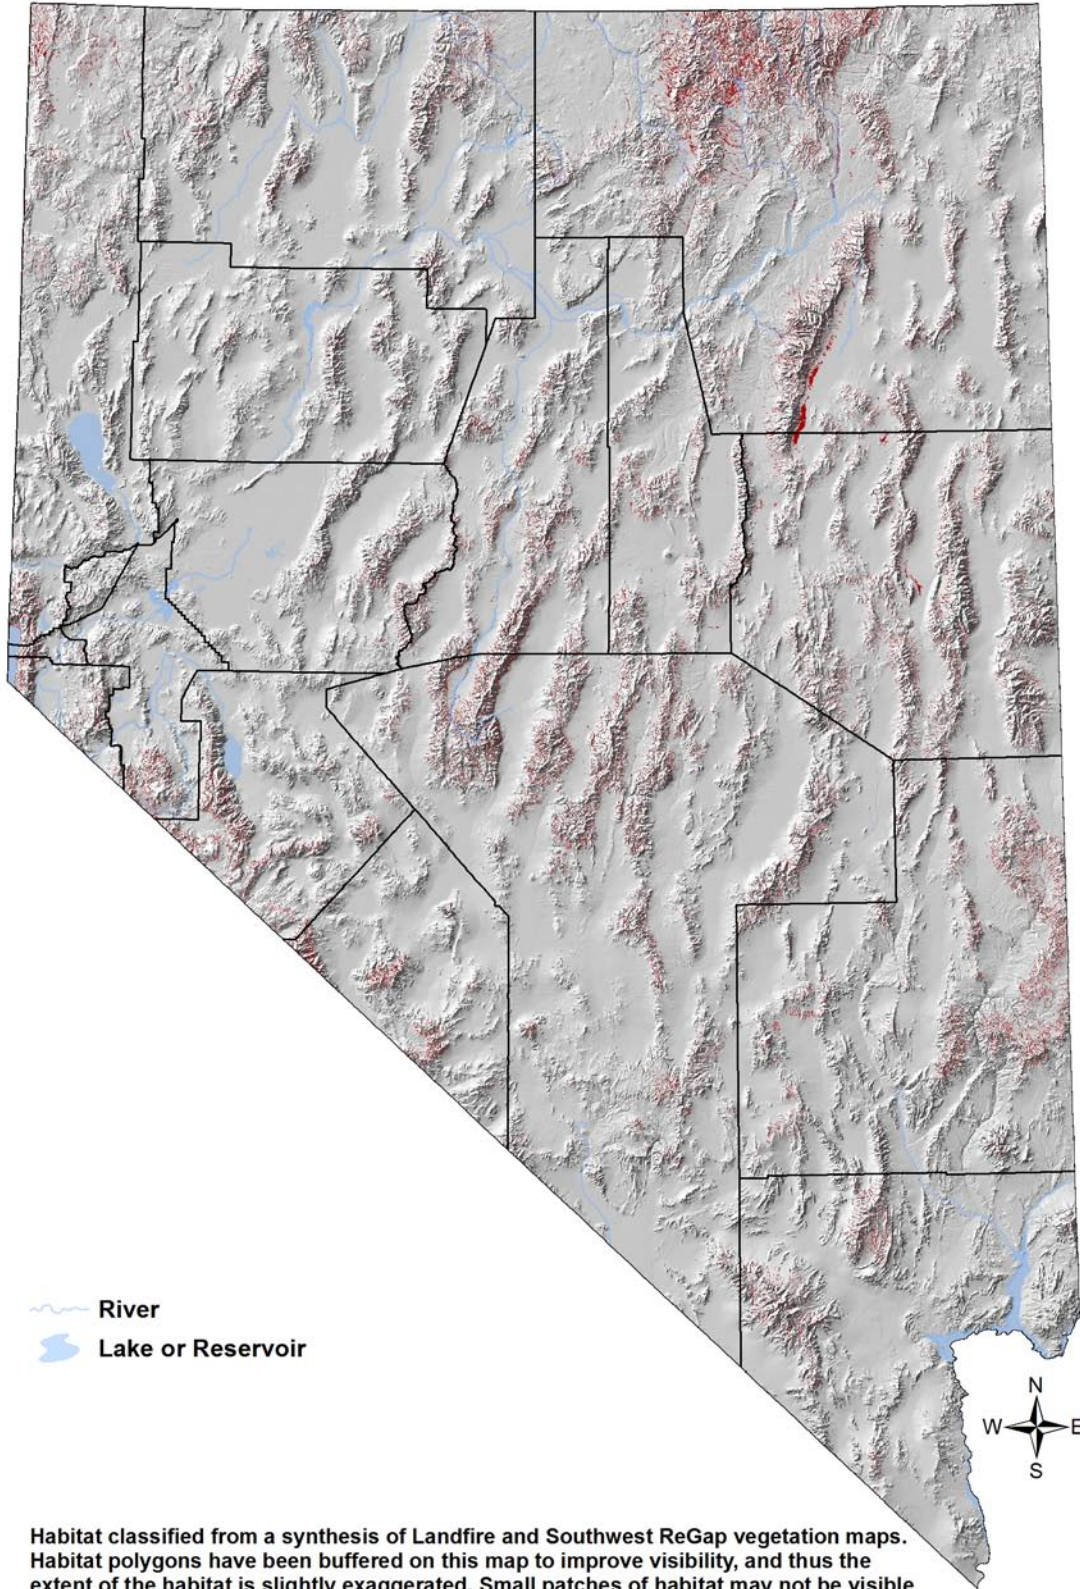 River
Lake or Reservoir
N
W E
S
Habitat classified from a synthesis of Landfire and Southwest ReGap vegetation maps.
Habitat polygons have been buffered on this map to improve visibility, and thus the
extent of the habitat is slightly exaggerated. Small patches of habitat may not be visible